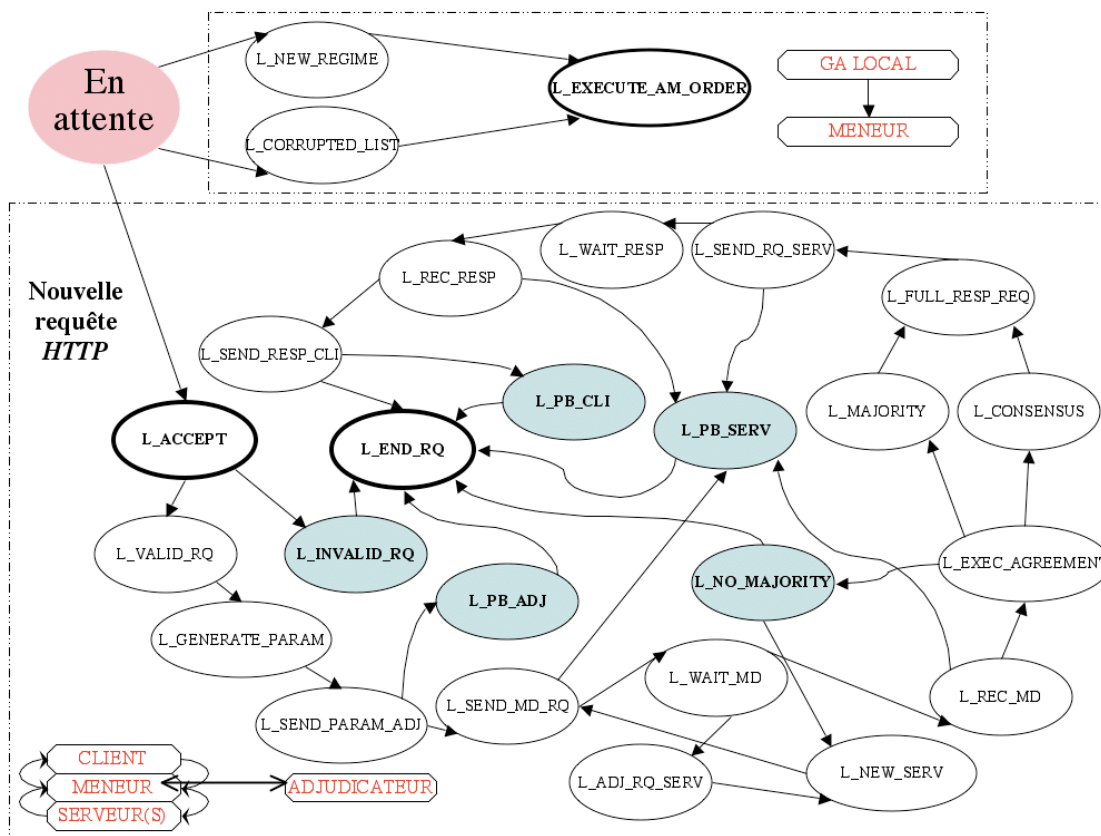 En
attente
L_NEW_REGIME
L_CORRUPTED_LIST
L_EXECUTE_AM_ORDER
GA LOCAL
MENEUR
Nouvelle
requête
HTTP
L_WAIT_RESP
L_SEND_RQ_SERV
L_REC_RESP
L_FULL_RESP_REQ
L_SEND_RESP_CLI
L_PB_CLI
L_MAJORITY
L_CONSENSUS
L_ACCEPT
L_END_RQ
L_PB_SERV
L_VALID_RQ
L_INVALID_RQ
L_NO_MAJORITY
L_EXEC_AGREEMENT
L_PB_ADJ
L_GENERATE_PARAM
L_WAIT_MD
L_REC_MD
L_SEND_PARAM_ADJ
L_SEND_MD_RQ
L_ADJ_RQ_SERV
L_NEW_SERV
CLIENT
MENEUR
ADJUDICATEUR
SERVEUR(S)